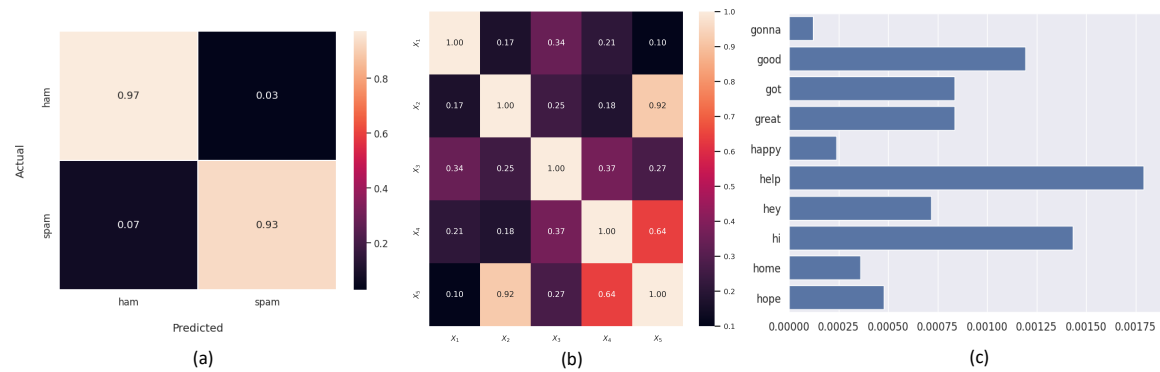 ham
spam
Actual
0.97
0.03
0.07
0.93
ham
spam
Predicted
0.8
0.6
0.4
0.2
(a)
X1
X2
X3
X4
X5
1.00 0.17 0.34 0.21 0.10
0.17 1.00 0.25 0.18 0.92
0.34 0.25 1.00 0.37 0.27
0.21 0.18 0.37 1.00 0.64
0.10 0.92 0.27 0.64 1.00
X1 X2 X3 X4 X5
1.0
0.9
0.8
0.7
0.6
0.5
0.4
0.3
0.2
0.1
(b)
gonna
good
got
great
happy
help
hey
hi
home
hope
0.00000 0.00025 0.00050 0.00075 0.00100 0.00125 0.00150 0.00175
(c)